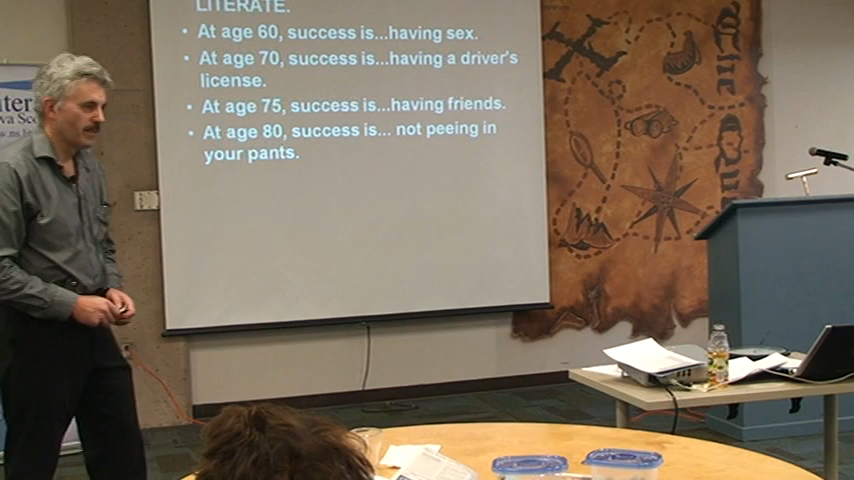 LITERATE.
• At age 60, success is...having sex.
• At age 70, success is...having a driver's
license.
• At age 75, success is...having friends.
• At age 80, success is... not peeing in
your pants.